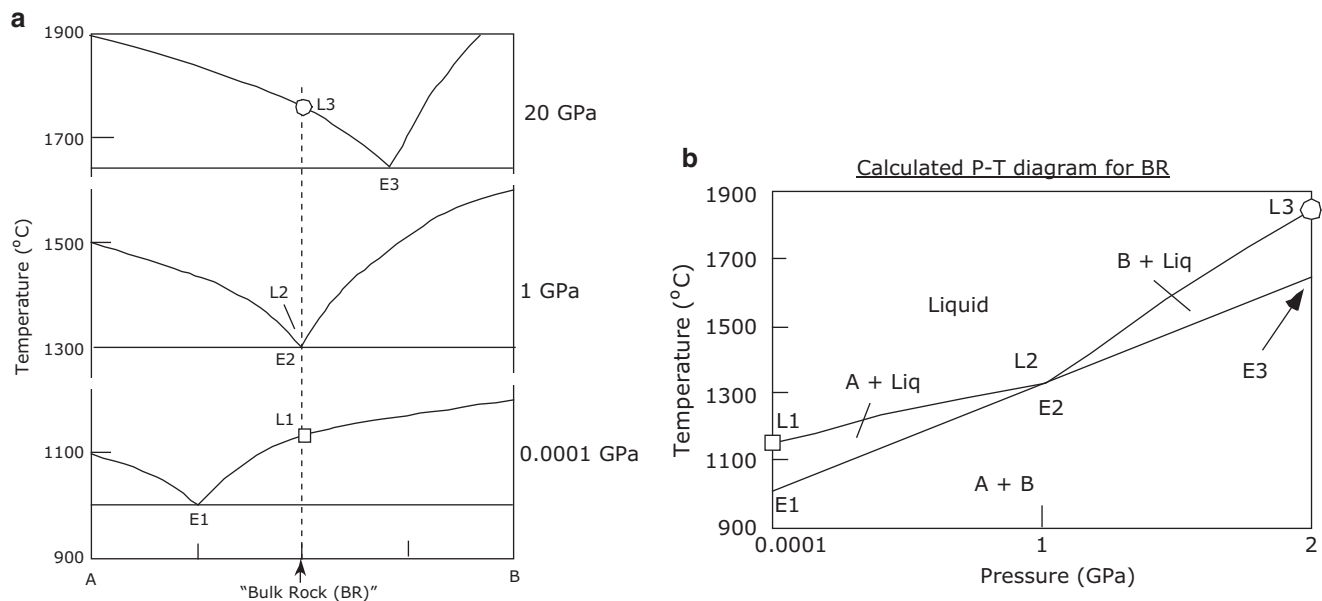 a
1900
1700
1500
1300
1100
900
Temperature (°C)
L3
20 GPa
E3
L2
1 GPa
E2
L1
0.0001 GPa
E1
A
B
"Bulk Rock (BR)"
b
Calculated P-T diagram for BR
1900
1700
1500
1300
1100
900
Temperature (°C)
L3
B + Liq
Liquid
L2
A + Liq
E2
E3
L1
A + B
E1
0.0001
1
2
Pressure (GPa)